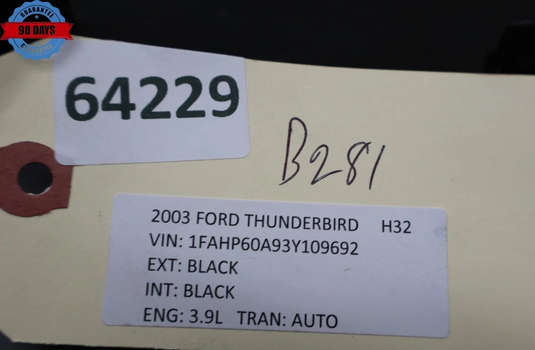 90 DAYS
64229
B281
2003 FORD THUNDERBIRD H32
VIN: 1FAHP60A93Y109692
EXT: BLACK
INT: BLACK
ENG: 3.9L TRAN: AUTO